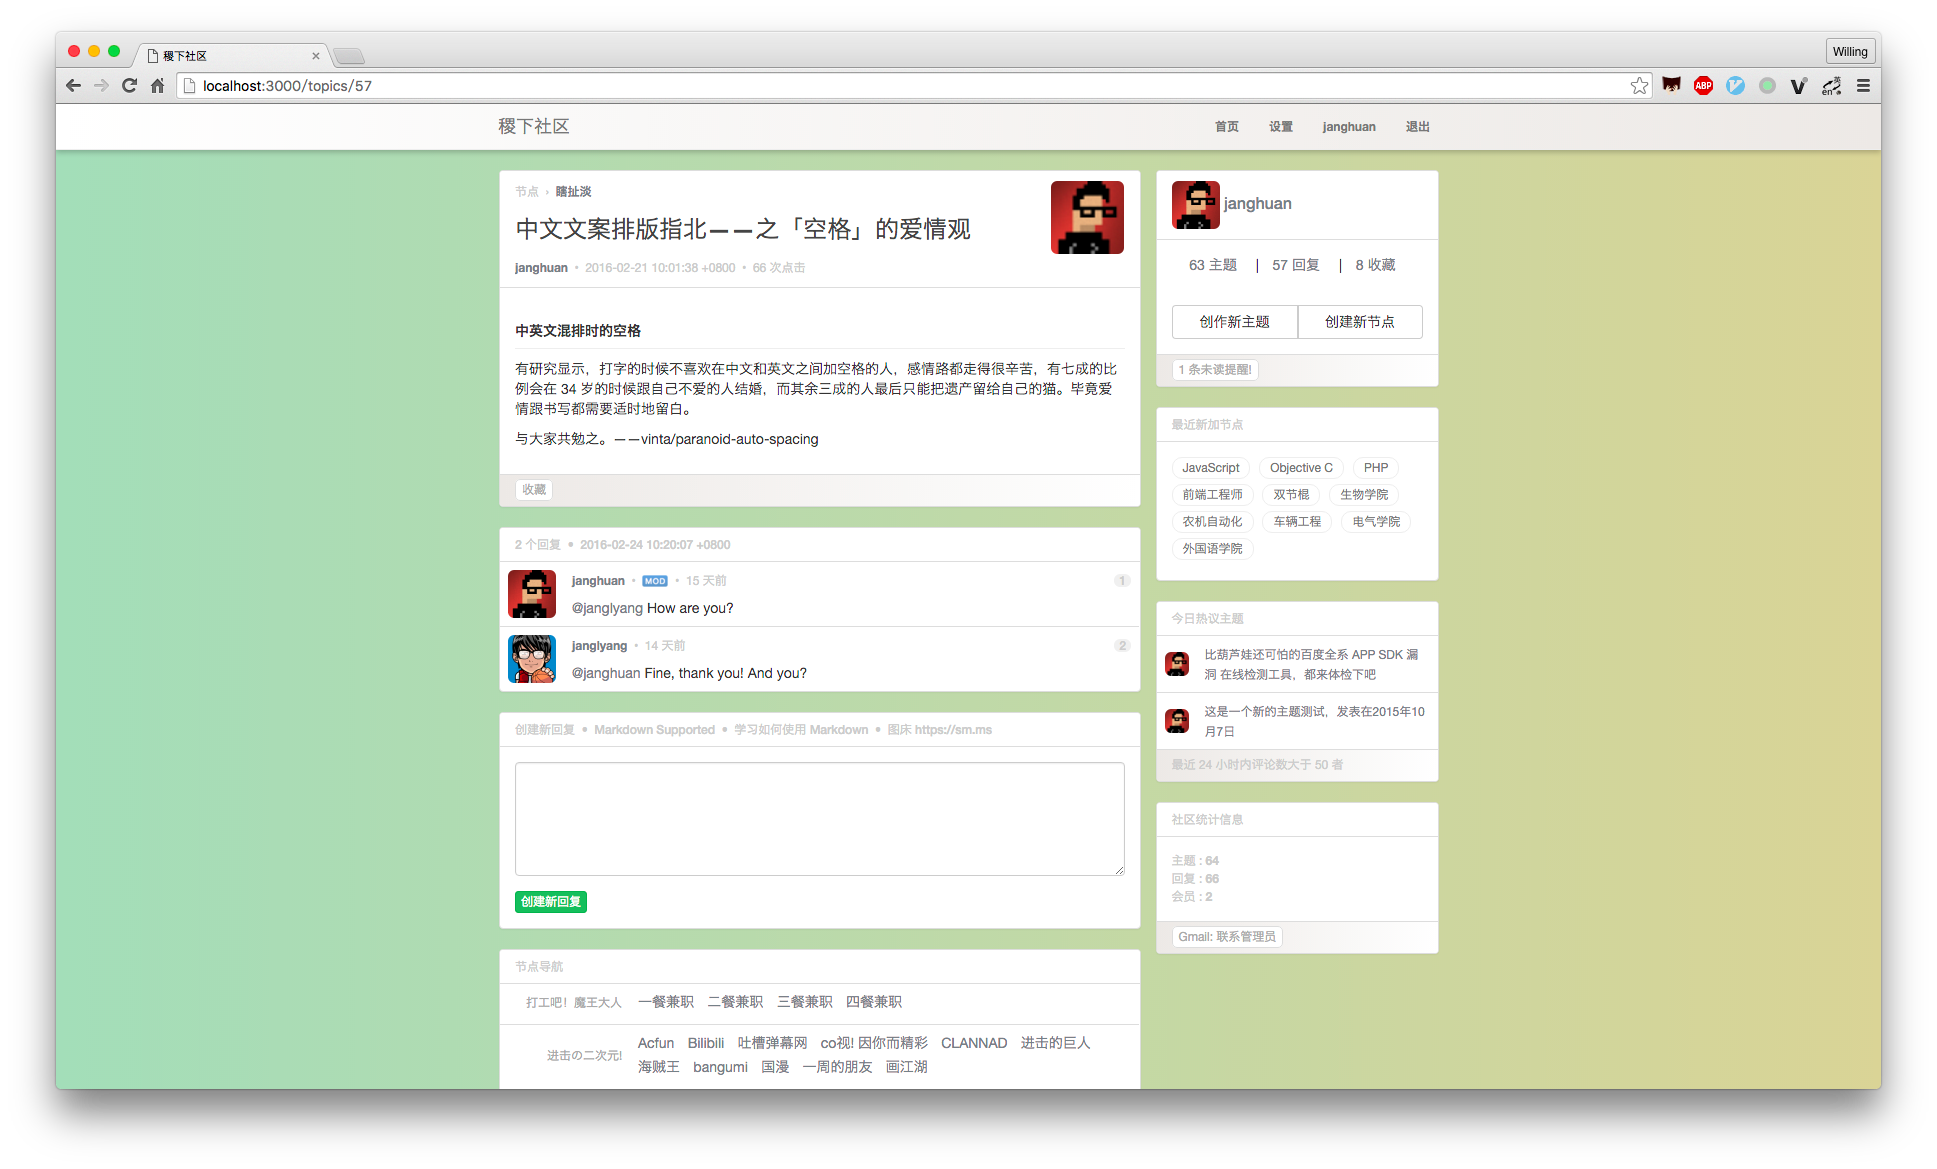 稷下社区
Willing
localhost:3000/topics/57
ABP
英
en
稷下社区
首页 设置 janghuan 退出
节点 › 瞎扯淡
中文文案排版指北——之「空格」的爱情观
janghuan • 2016-02-21 10:01:38 +0800 • 66 次点击
中英文混排时的空格
有研究显示，打字的时候不喜欢在中文和英文之间加空格的人，感情路都走得很辛苦，有七成的比
例会在 34 岁的时候跟自己不爱的人结婚，而其余三成的人最后只能把遗产留给自己的猫。毕竟爱
情跟书写都需要适时地留白。
与大家共勉之。——vinta/paranoid-auto-spacing
收藏
2 个回复 • 2016-02-24 10:20:07 +0800
janghuan • MOD • 15 天前 1
@janglyang How are you?
janglyang • 14 天前 2
@janghuan Fine, thank you! And you?
创建新回复 • Markdown Supported • 学习如何使用 Markdown • 图床 https://sm.ms
创建新回复
节点导航
打工吧！魔王大人 一餐兼职 二餐兼职 三餐兼职 四餐兼职
进击の二次元! Acfun Bilibili 吐槽弹幕网 co视! 因你而精彩 CLANNAD 进击的巨人
海贼王 bangumi 国漫 一周的朋友 画江湖
janghuan
63 主题 | 57 回复 | 8 收藏
创作新主题 创建新节点
1 条未读提醒!
最近新加节点
JavaScript Objective C PHP
前端工程师 双节棍 生物学院
农机自动化 车辆工程 电气学院
外国语学院
今日热议主题
比葫芦娃还可怕的百度全系 APP SDK 漏
洞 在线检测工具，都来体检下吧
这是一个新的主题测试，发表在2015年10
月7日
最近 24 小时内评论数大于 50 者
社区统计信息
主题 : 64
回复 : 66
会员 : 2
Gmail: 联系管理员